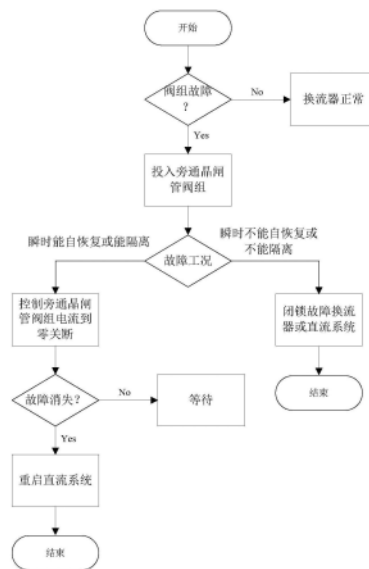 开始
阀组故障
?
No
换流器正常
Yes
投入旁通晶闸
管阀组
瞬时能自恢复或能隔离
瞬时不能自恢复或
不能隔离
故障工况
控制旁通晶闸
管阀组电流到
零关断
闭锁故障换流
器或直流系统
故障消失?
No
等待
结束
Yes
重启直流系统
结束